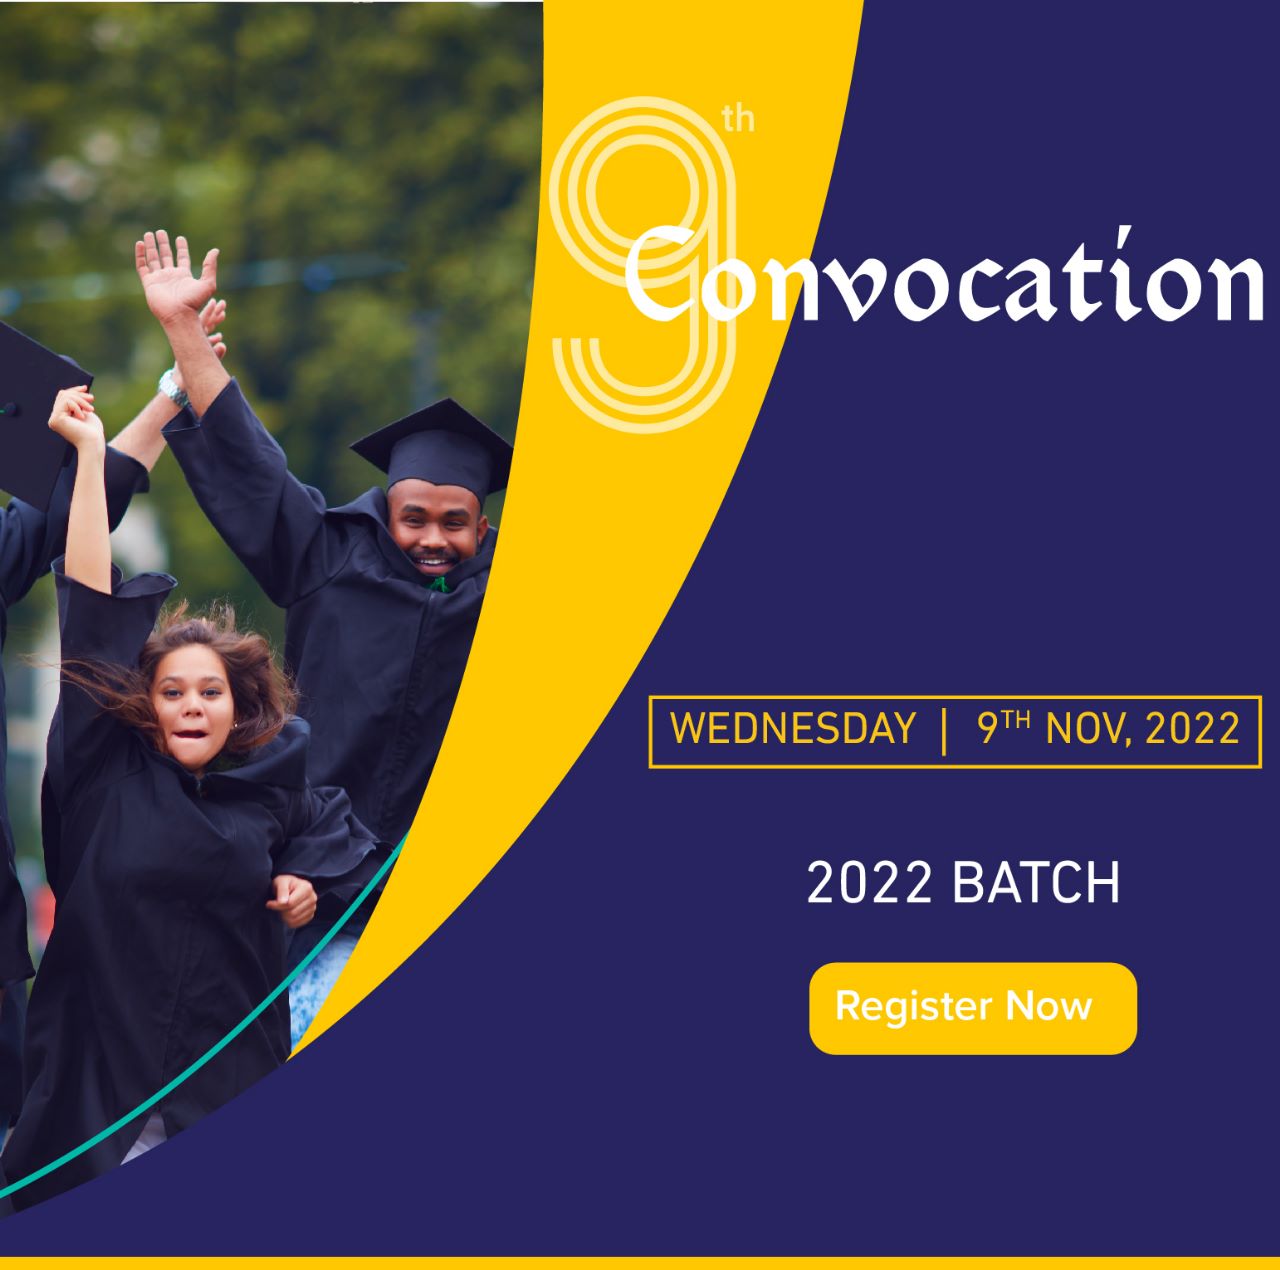 9th
Convocation
WEDNESDAY | 9TH NOV, 2022
2022 BATCH
Register Now